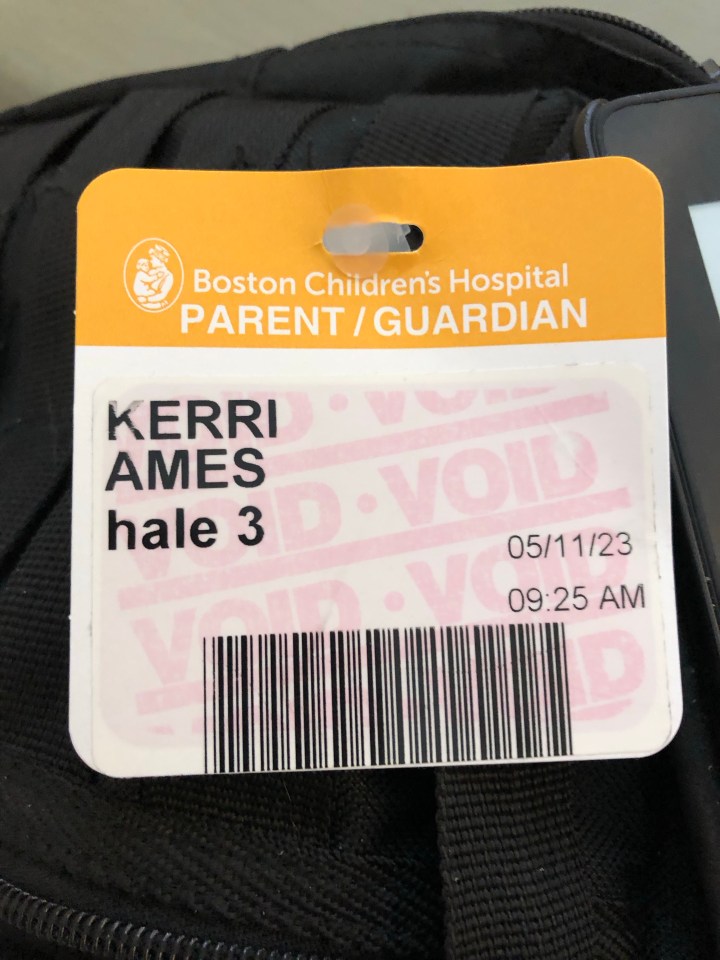 Boston Children's Hospital
PARENT / GUARDIAN
KERRI
AMES
hale 3
05/11/23
09:25 AM
VOID · VOID
VOID · VOID
VOID · VOID